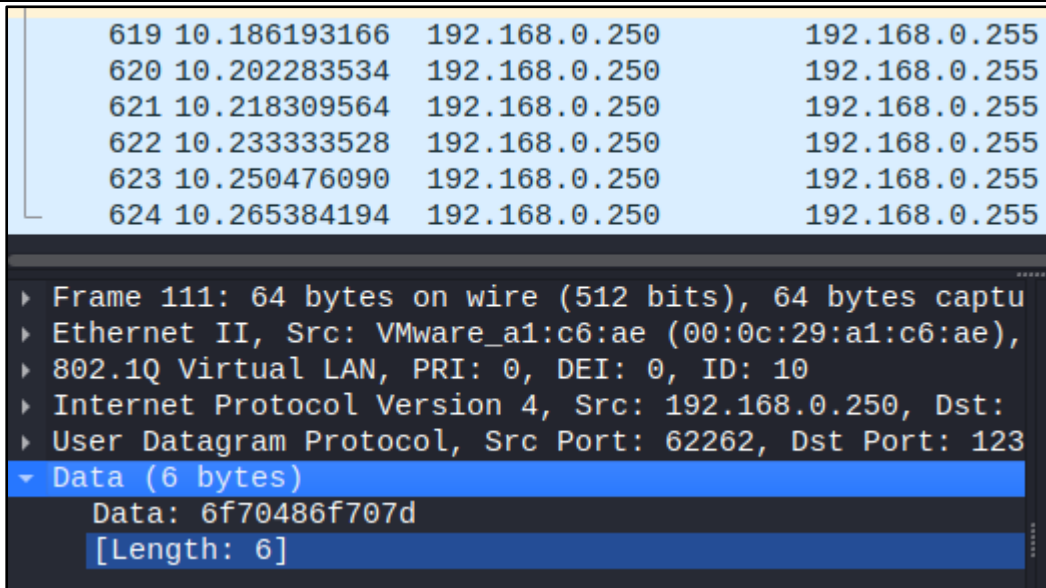 619 10.186193166 192.168.0.250 192.168.0.255
620 10.202283534 192.168.0.250 192.168.0.255
621 10.218309564 192.168.0.250 192.168.0.255
622 10.233333528 192.168.0.250 192.168.0.255
623 10.250476090 192.168.0.250 192.168.0.255
624 10.265384194 192.168.0.250 192.168.0.255
Frame 111: 64 bytes on wire (512 bits), 64 bytes captu
Ethernet II, Src: VMware_a1:c6:ae (00:0c:29:a1:c6:ae),
802.1Q Virtual LAN, PRI: 0, DEI: 0, ID: 10
Internet Protocol Version 4, Src: 192.168.0.250, Dst:
User Datagram Protocol, Src Port: 62262, Dst Port: 123
Data (6 bytes)
Data: 6f70486f707d
[Length: 6]